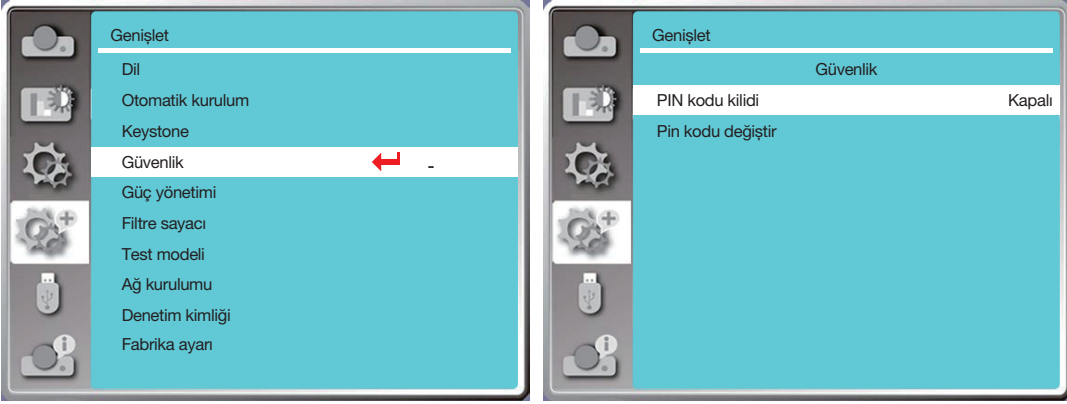 Genişlet
Dil
Otomatik kurulum
Keystone
Güvenlik -
Güç yönetimi
Filtre sayacı
Test modeli
Ağ kurulumu
Denetim kimliği
Fabrika ayarı
Genişlet
Güvenlik
PIN kodu kilidi Kapalı
Pin kodu değiştir